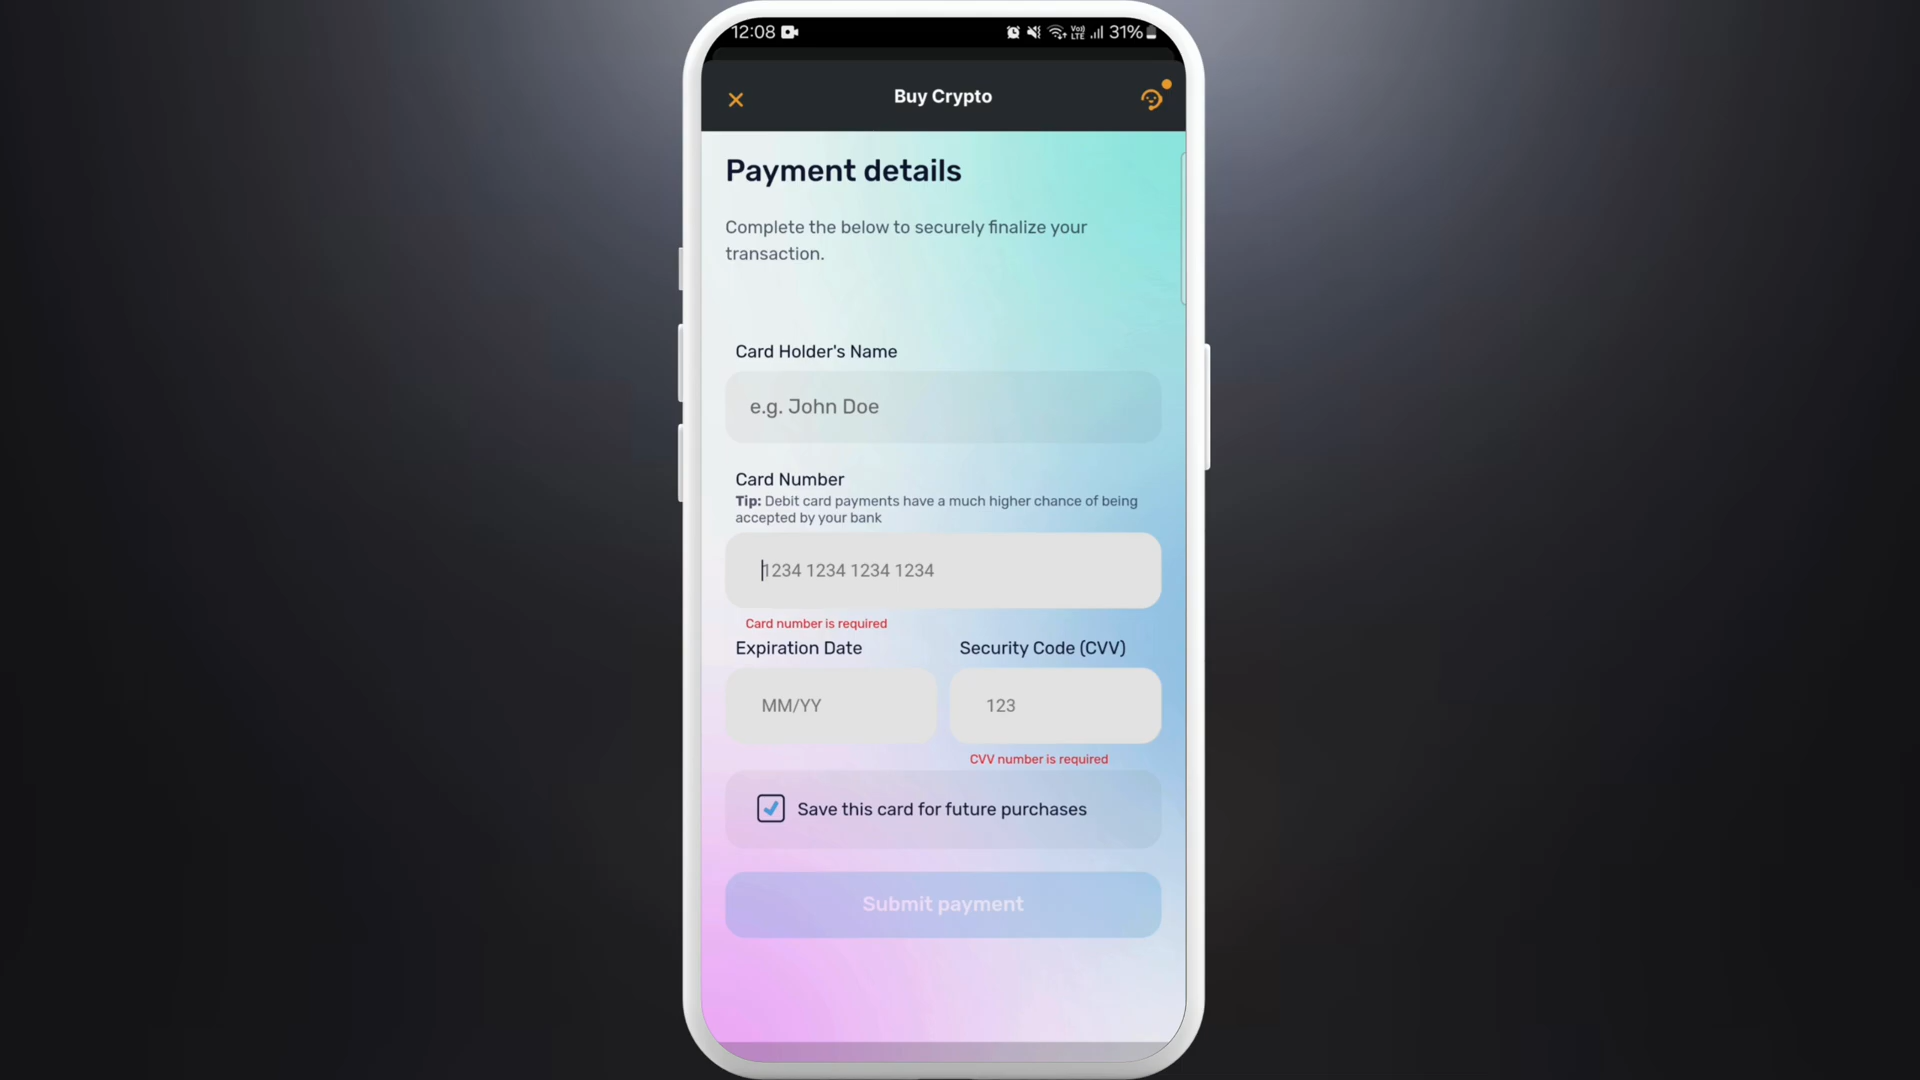 12:08
Vo)) LTE 31%
Buy Crypto
Payment details
Complete the below to securely finalize your
transaction.
Card Holder's Name
e.g. John Doe
Card Number
Tip: Debit card payments have a much higher chance of being
accepted by your bank
1234 1234 1234 1234
Card number is required
Expiration Date Security Code (CVV)
MM/YY 123
CVV number is required
Save this card for future purchases
Submit payment